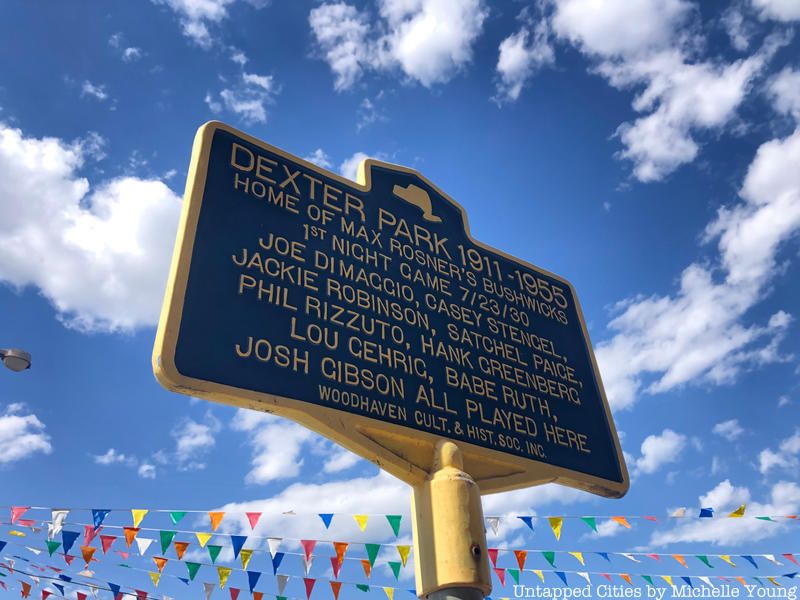 DEXTER PARK 1911-1955
HOME OF MAX ROSNER'S BUSHWICKS
1ST NIGHT GAME 7/23/30
JOE DIMAGGIO, CASEY STENGEL,
JACKIE ROBINSON, SATCHEL PAIGE,
PHIL RIZZUTO, HANK GREENBERG
LOU GEHRIG, BABE RUTH,
JOSH GIBSON ALL PLAYED HERE
WOODHAVEN CULT. & HIST. SOC. INC.
Untapped Cities by Michelle Young